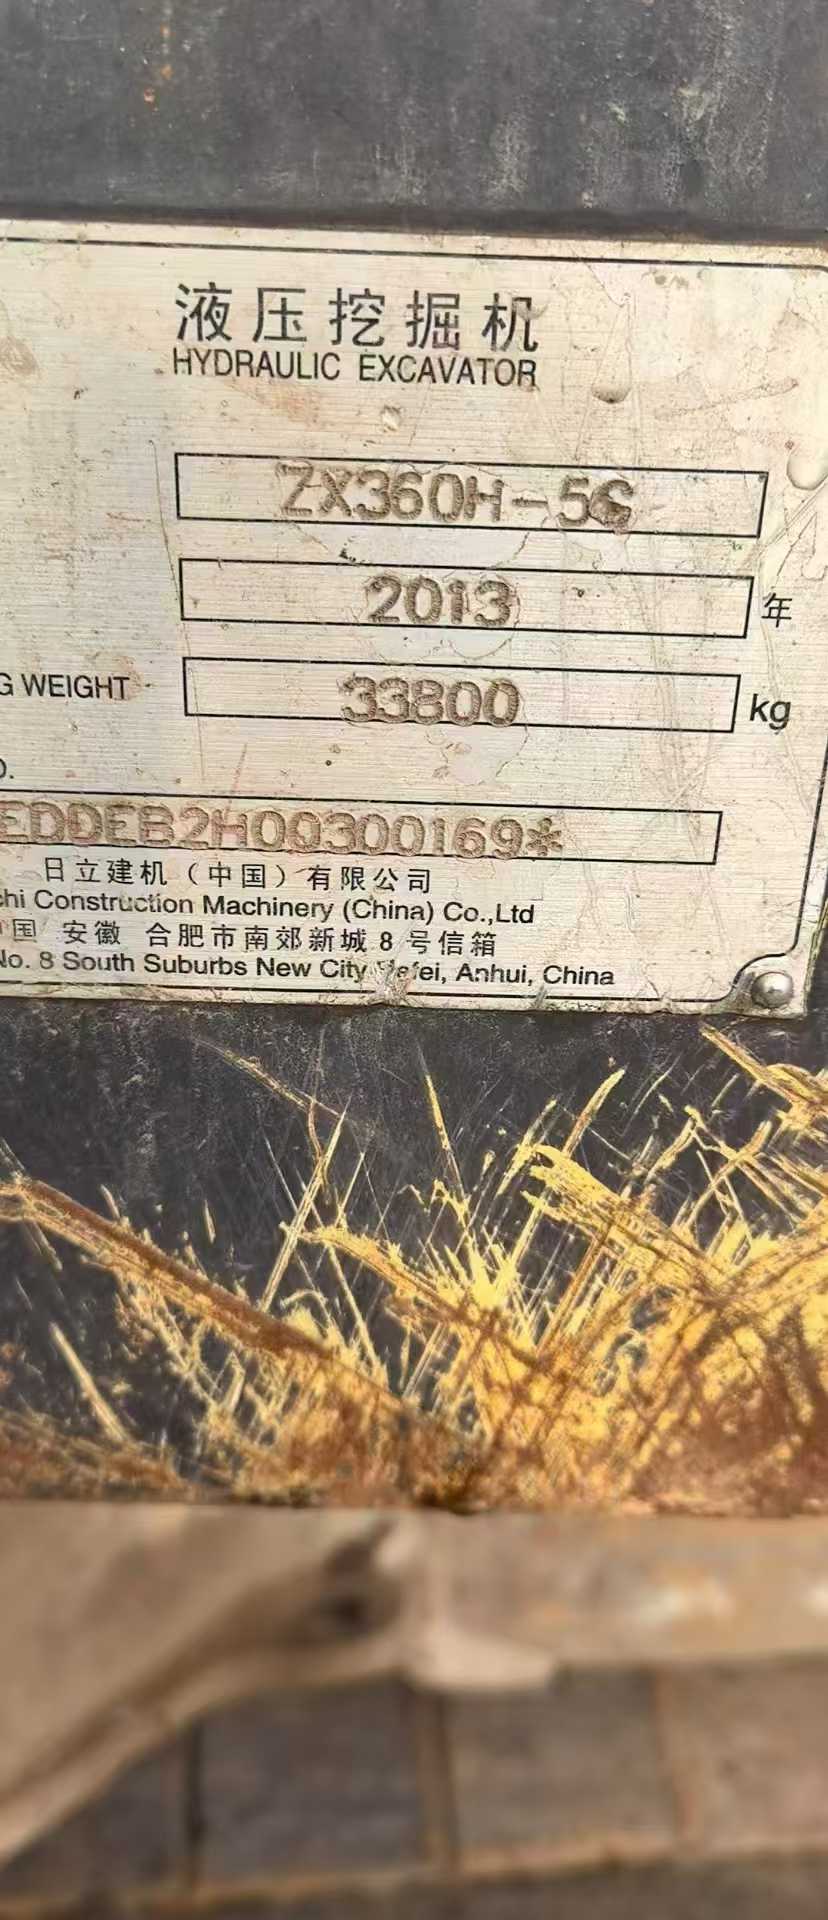 液压挖掘机
HYDRAULIC EXCAVATOR
ZX360H-5G
2013 年
G WEIGHT 33800 kg
O.
EDDEB2H00300169*
日立建机（中国）有限公司
chi Construction Machinery (China) Co.,Ltd
国 安徽 合肥市南郊新城8号信箱
No. 8 South Suburbs New City Hefei, Anhui, China